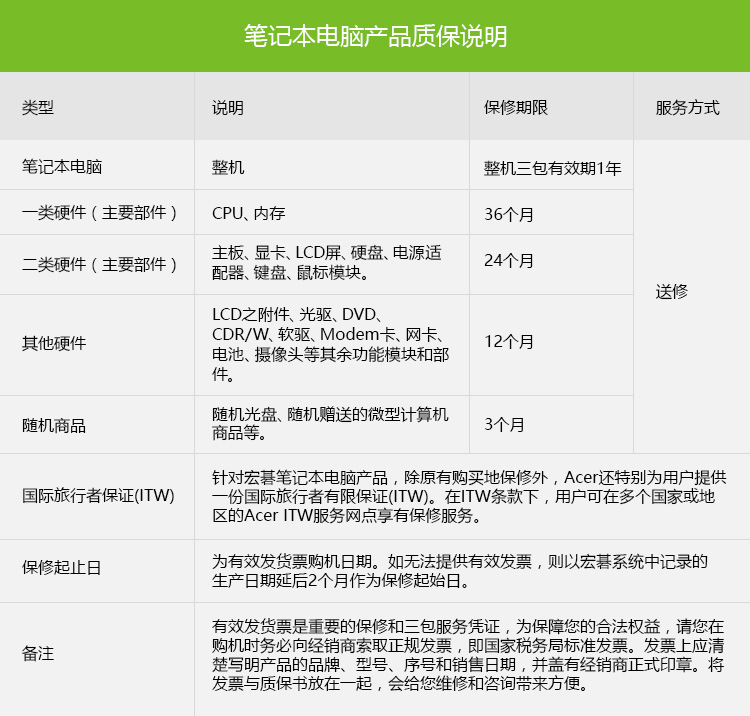 笔记本电脑产品质保说明
类型
说明
保修期限
服务方式
笔记本电脑
整机
整机三包有效期1年
一类硬件（主要部件）
CPU、内存
36个月
二类硬件（主要部件）
主板、显卡、LCD屏、硬盘、电源适
配器、键盘、鼠标模块。
24个月
其他硬件
LCD之附件、光驱、DVD、
CDR/W、软驱、Modem卡、网卡、
电池、摄像头等其余功能模块和部
件。
12个月
随机商品
随机光盘、随机赠送的微型计算机
商品等。
3个月
送修
国际旅行者保证(ITW)
针对宏碁笔记本电脑产品，除原有购买地保修外，Acer还特别为用户提供
一份国际旅行者有限保证(ITW)。在ITW条款下，用户可在多个国家或地
区的Acer ITW服务网点享有保修服务。
保修起止日
为有效发货票购机日期。如无法提供有效发票，则以宏碁系统中记录的
生产日期延后2个月作为保修起始日。
备注
有效发货票是重要的保修和三包服务凭证，为保障您的合法权益，请您在
购机时务必向经销商索取正规发票，即国家税务局标准发票。发票上应清
楚写明产品的品牌、型号、序号和销售日期，并盖有经销商正式印章。将
发票与质保书放在一起，会给您维修和咨询带来方便。